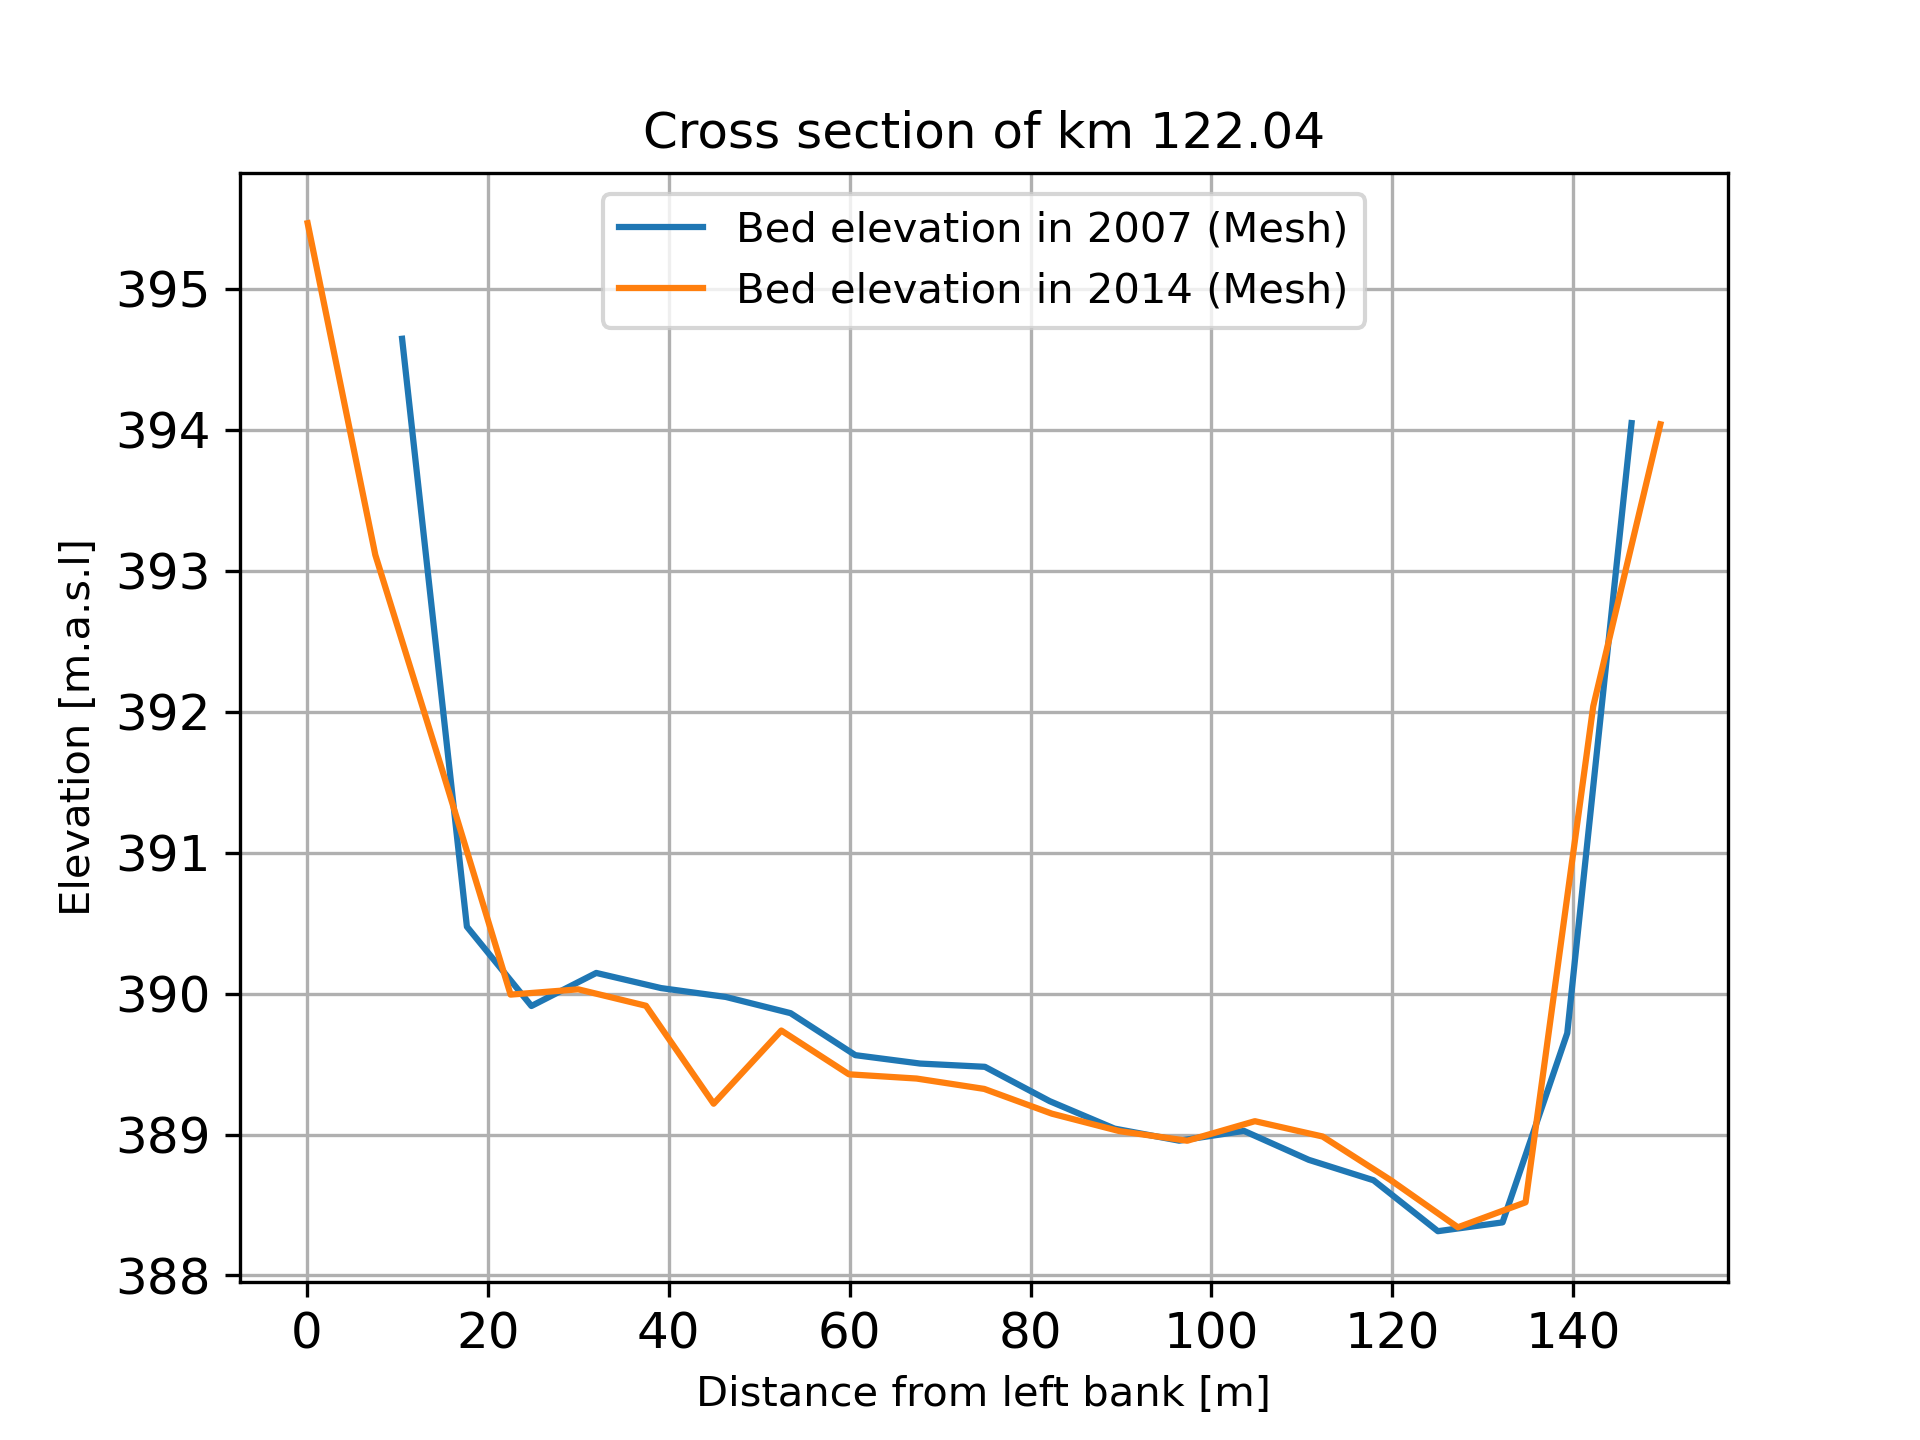 Cross section of km 122.04
Bed elevation in 2007 (Mesh)
Bed elevation in 2014 (Mesh)
Elevation [m.a.s.l]
395
394
393
392
391
390
389
388
0 20 40 60 80 100 120 140
Distance from left bank [m]